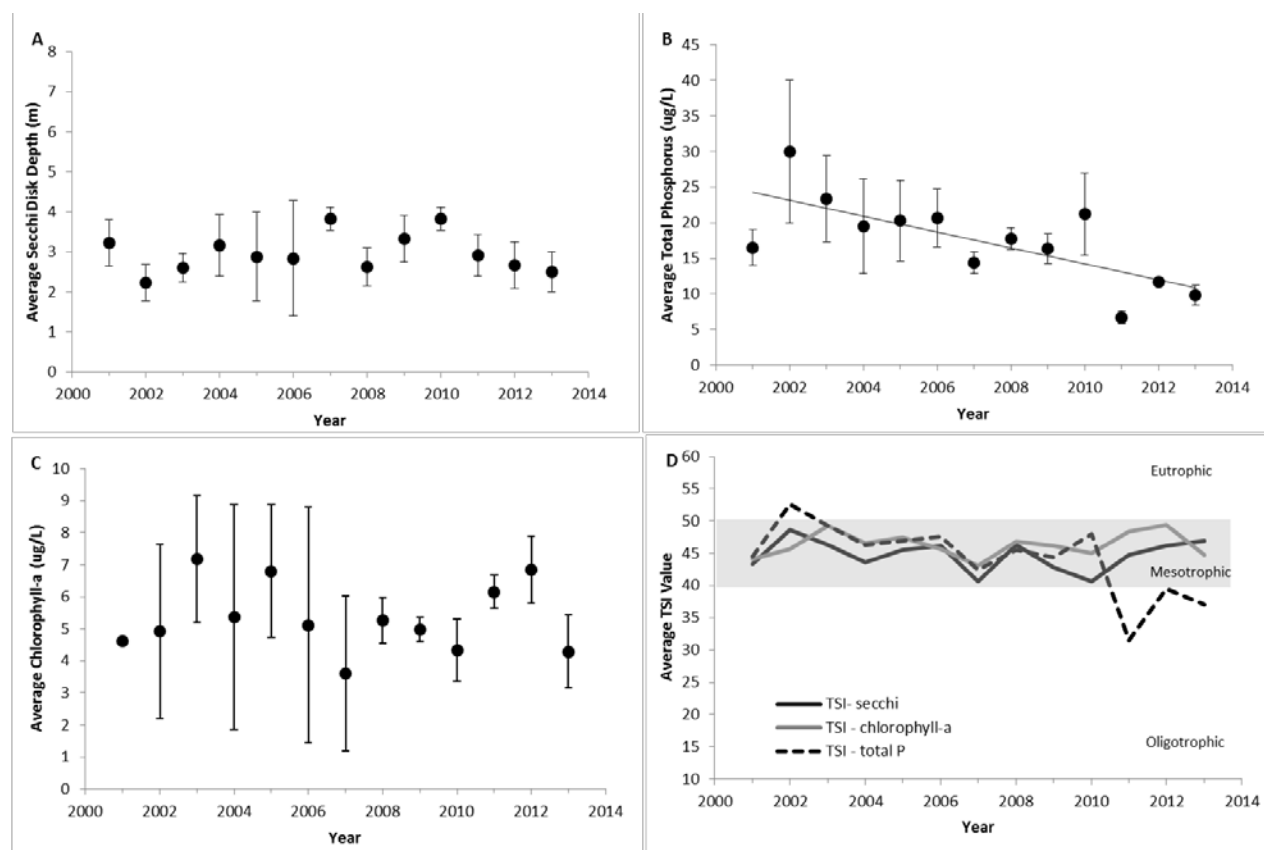 A
Average Secchi Disk Depth (m)
8
7
6
5
4
3
2
1
0
2000 2002 2004 2006 2008 2010 2012 2014
Year
B
Average Total Phosphorus (ug/L)
45
40
35
30
25
20
15
10
5
0
2000 2002 2004 2006 2008 2010 2012 2014
Year
C
Average Chlorophyll-a (ug/L)
10
9
8
7
6
5
4
3
2
1
0
2000 2002 2004 2006 2008 2010 2012 2014
Year
D
Average TSI Value
60
55
50
45
40
35
30
25
20
15
10
Eutrophic
Mesotrophic
Oligotrophic
TSI- secchi
TSI - chlorophyll-a
TSI - total P
2000 2002 2004 2006 2008 2010 2012 2014
Year